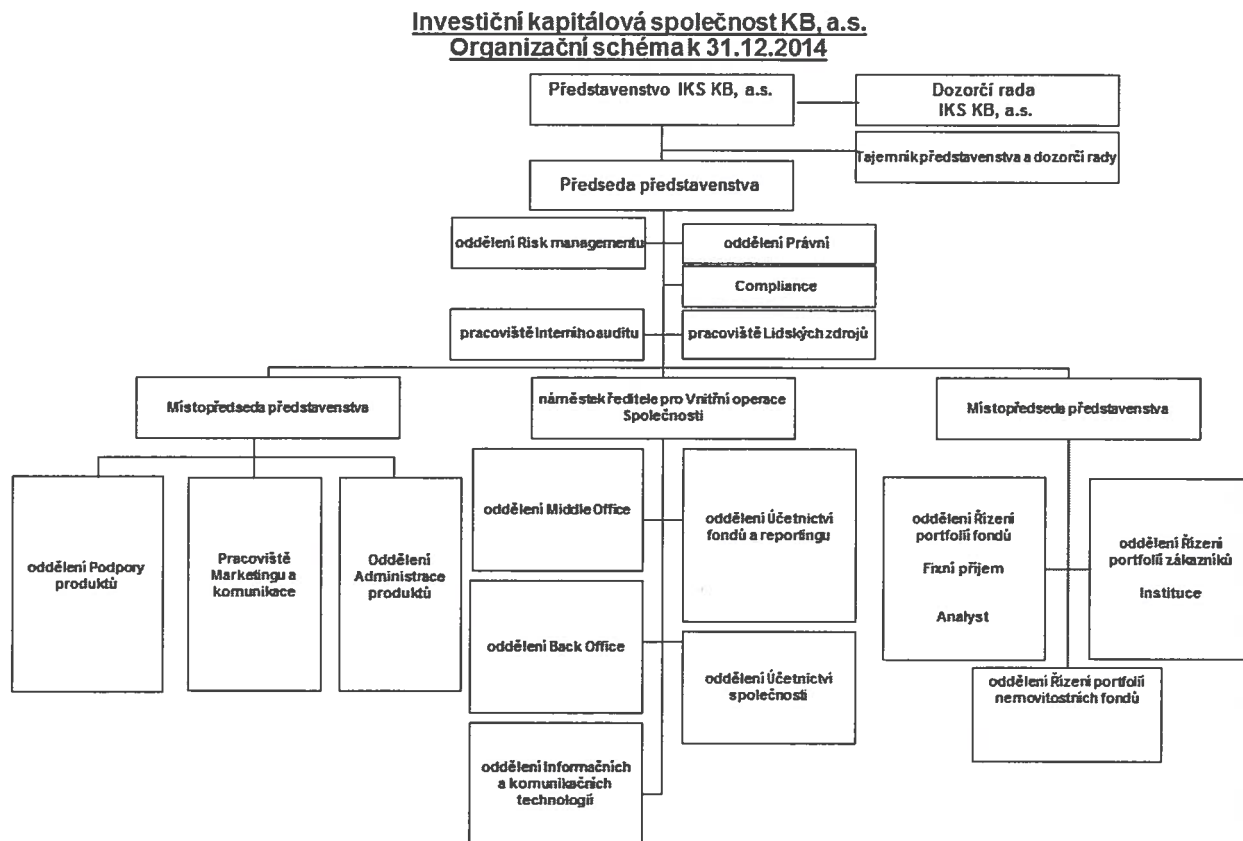 Investiční kapitálová společnost KB, a.s.
Organizační schéma k 31.12.2014
Představenstvo IKS KB, a.s.
Dozorčí rada
IKS KB, a.s.
Tajemník představenstva a dozorčí rady
Předseda představenstva
oddělení Risk managementu
oddělení Právní
Compliance
pracoviště Interního auditu
pracoviště Lidských zdrojů
Místopředseda představenstva
náměstek ředitele pro Vnitřní operace
Společnosti
Místopředseda představenstva
oddělení Podpory
produktů
Pracoviště
Marketingu a
komunikace
Oddělení
Administrace
produktů
oddělení Middle Office
oddělení Účetnictví
fondů a reportingu
oddělení Back Office
oddělení Účetnictví
společnosti
oddělení Informačních
a komunikačních
technologií
oddělení Řízení
portfolií fondů
Fixní příjem
Analyst
oddělení Řízení
portfolií zákazníků
Instituce
oddělení Řízení portfolií
nemovitostních fondů